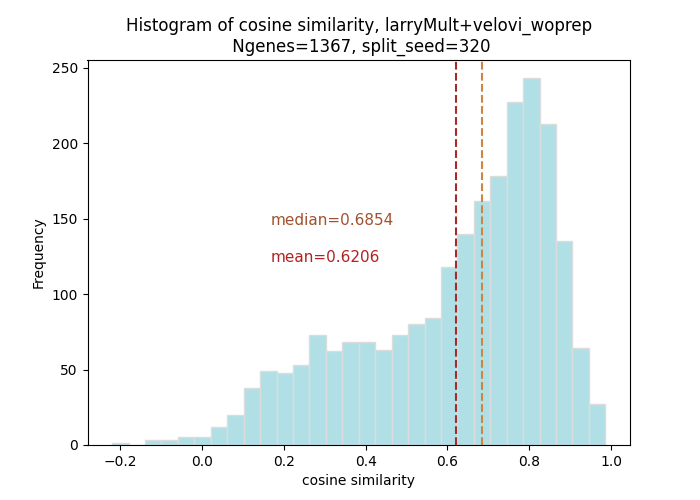 Histogram of cosine similarity, larryMult+velovi_woprep
Ngenes=1367, split_seed=320
250
200
150
100
50
0
Frequency
median=0.6854
mean=0.6206
−0.2 0.0 0.2 0.4 0.6 0.8 1.0
cosine similarity